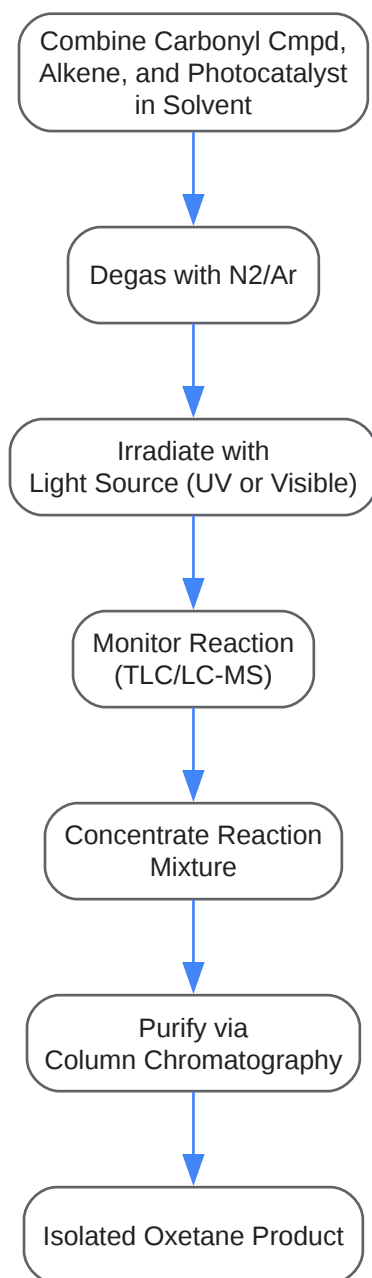 Combine Carbonyl Cmpd,
Alkene, and Photocatalyst
in Solvent
Degas with N2/Ar
Irradiate with
Light Source (UV or Visible)
Monitor Reaction
(TLC/LC-MS)
Concentrate Reaction
Mixture
Purify via
Column Chromatography
Isolated Oxetane Product